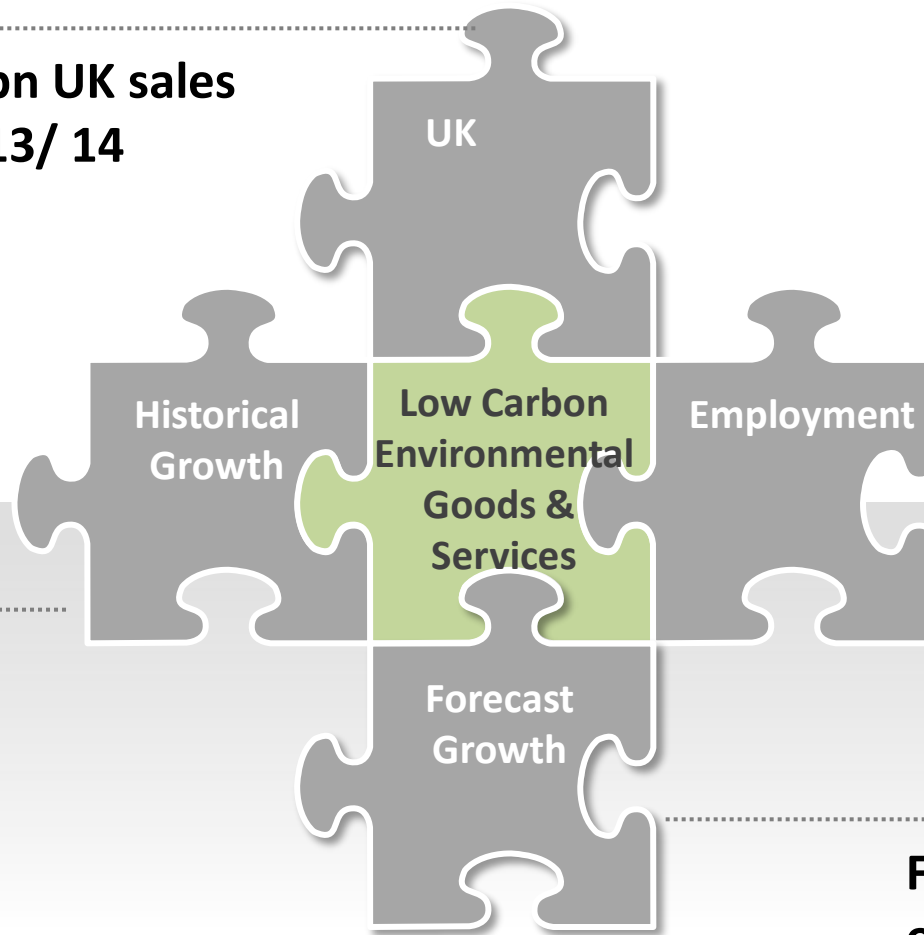 on UK sales
13/ 14
UK
Historical
Growth
Low Carbon
Environmental
Goods &
Services
Employment
Forecast
Growth
F